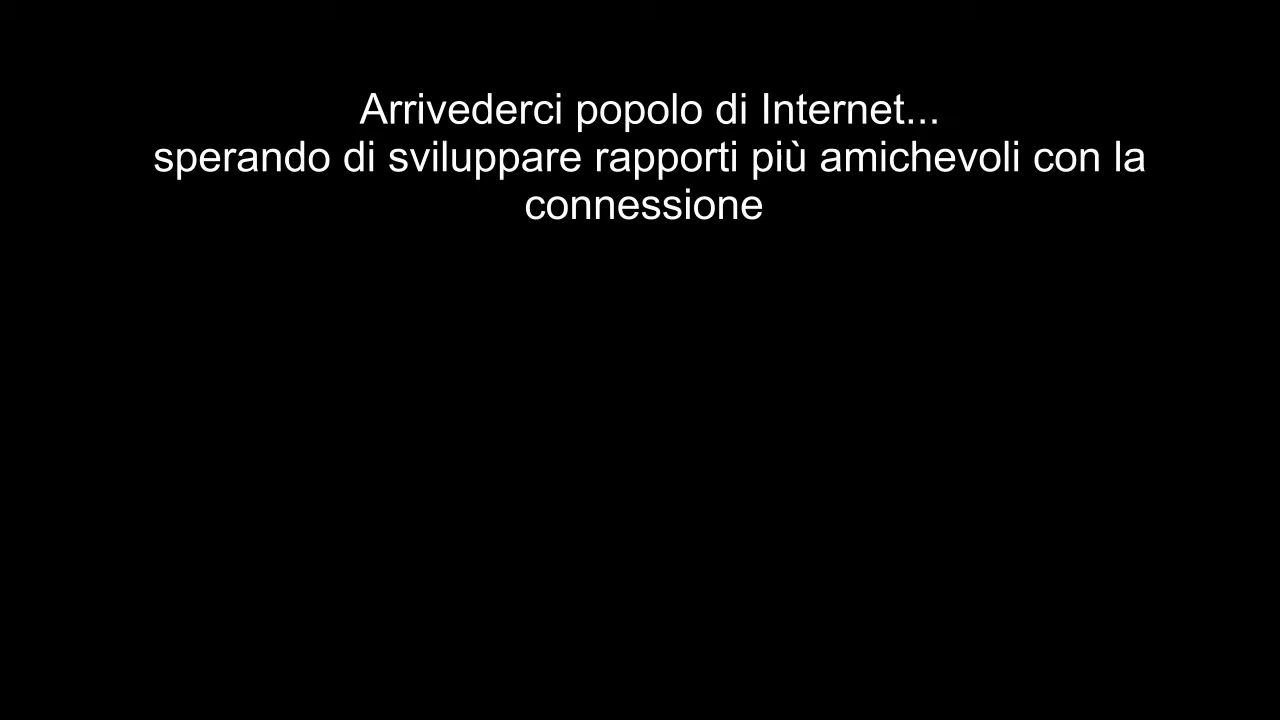 Arrivederci popolo di Internet...
sperando di sviluppare rapporti più amichevoli con la
connessione